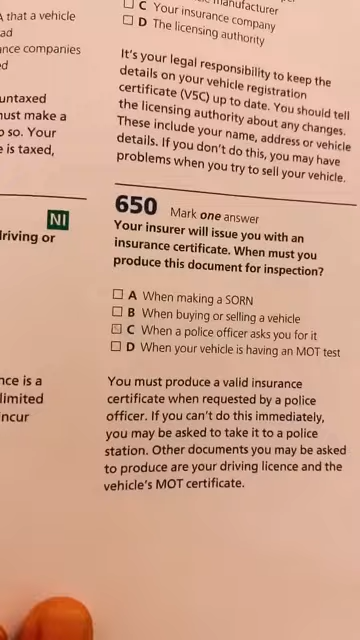 A that a vehicle
ad
ance companies
ed
untaxed
must make a
o so. Your
e is taxed,
NI
driving or
nce is a
limited
incur
manufacturer
C Your insurance company
D The licensing authority
It's your legal responsibility to keep the
details on your vehicle registration
certificate (V5C) up to date. You should tell
the licensing authority about any changes.
These include your name, address or vehicle
details. If you don't do this, you may have
problems when you try to sell your vehicle.
650 Mark one answer
Your insurer will issue you with an
insurance certificate. When must you
produce this document for inspection?
A When making a SORN
B When buying or selling a vehicle
C When a police officer asks you for it
D When your vehicle is having an MOT test
You must produce a valid insurance
certificate when requested by a police
officer. If you can't do this immediately,
you may be asked to take it to a police
station. Other documents you may be asked
to produce are your driving licence and the
vehicle's MOT certificate.